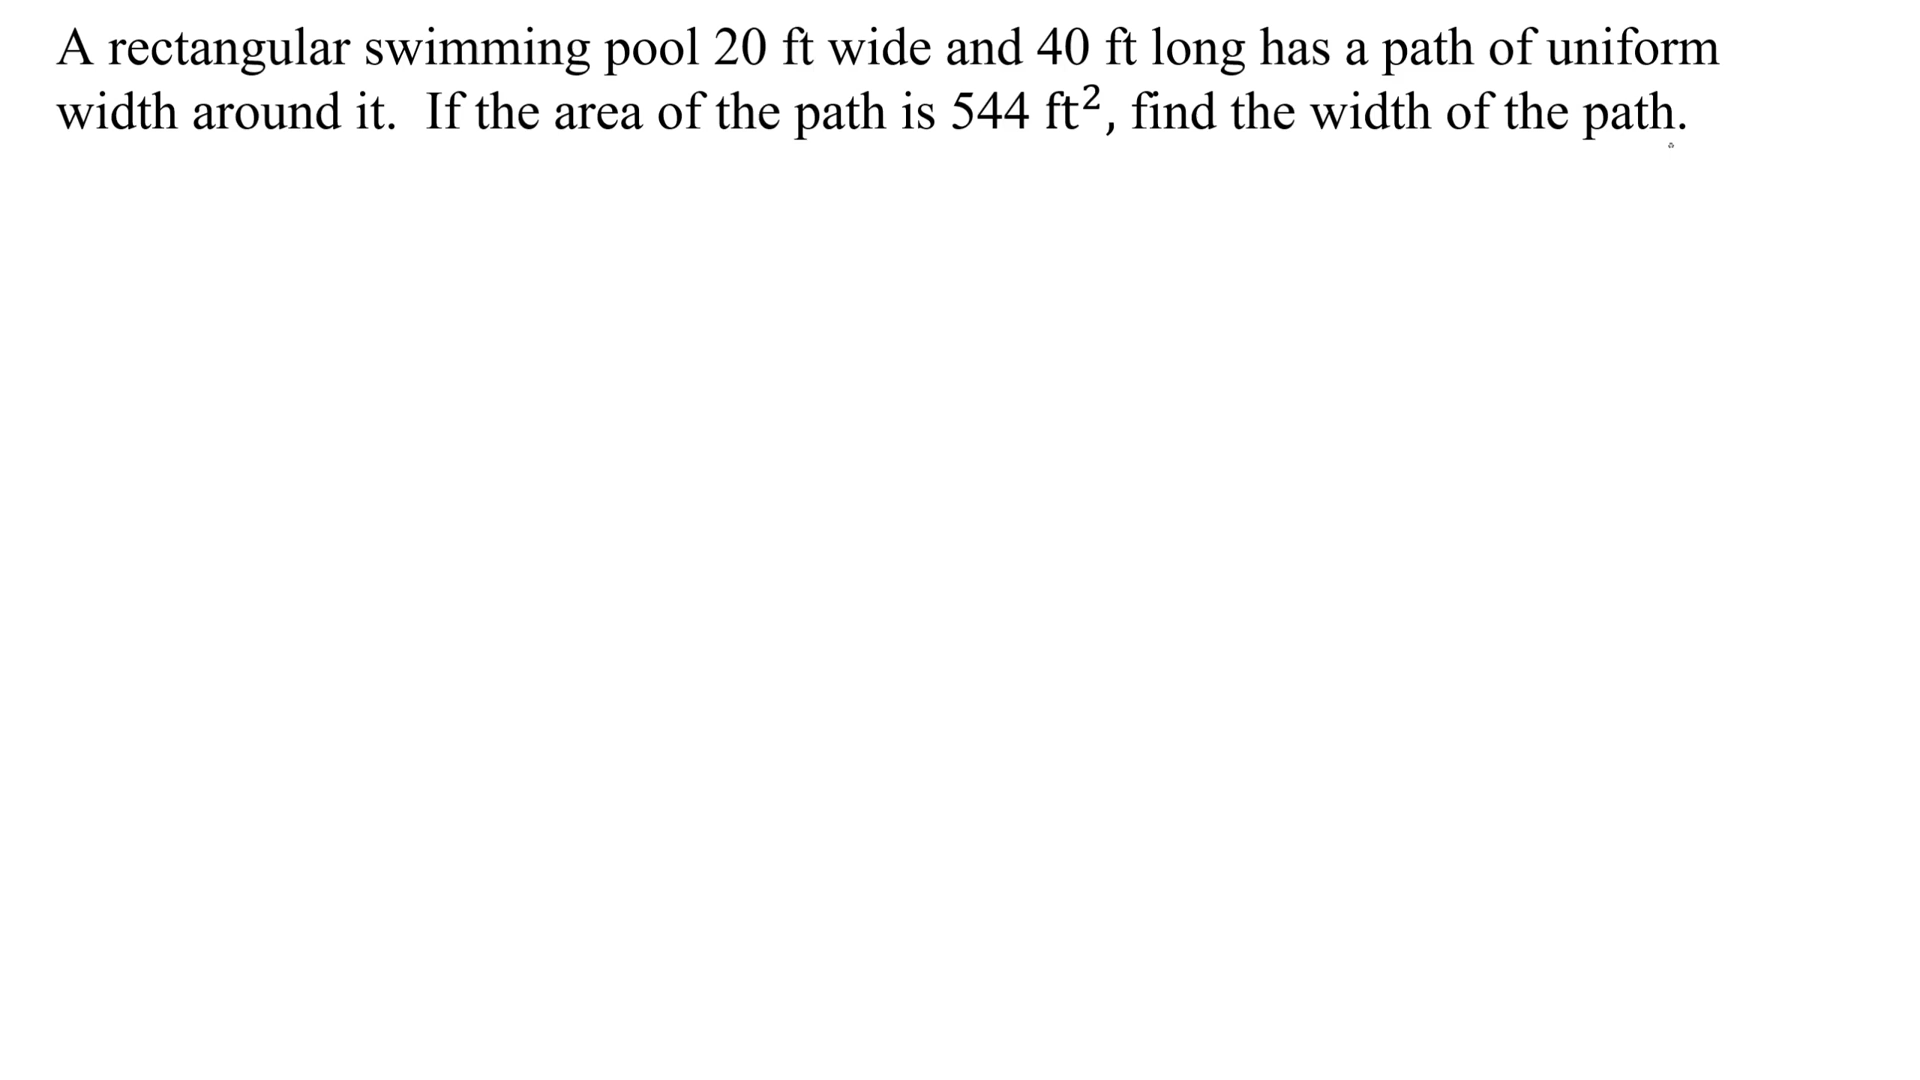 A rectangular swimming pool 20 ft wide and 40 ft long has a path of uniform
width around it.  If the area of the path is 544 ft², find the width of the path.